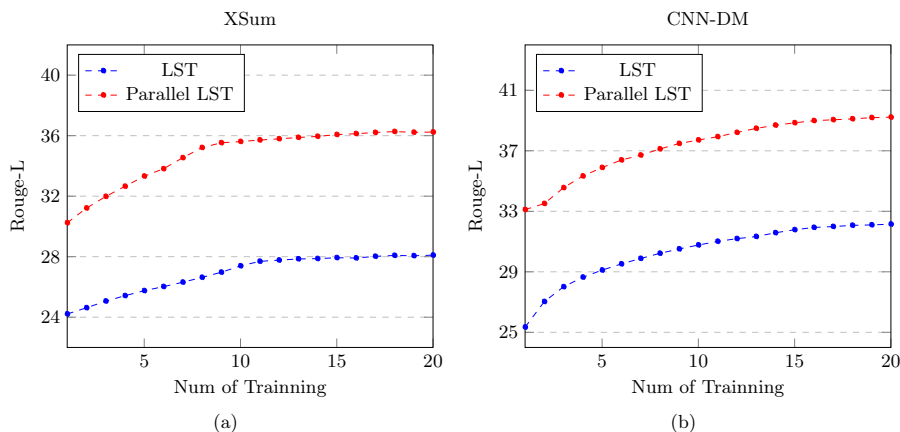 XSum
LST
Parallel LST
40
36
32
28
24
5
10
15
20
Rouge-L
Num of Trainning
(a)
CNN-DM
LST
Parallel LST
41
37
33
29
25
5
10
15
20
Rouge-L
Num of Trainning
(b)